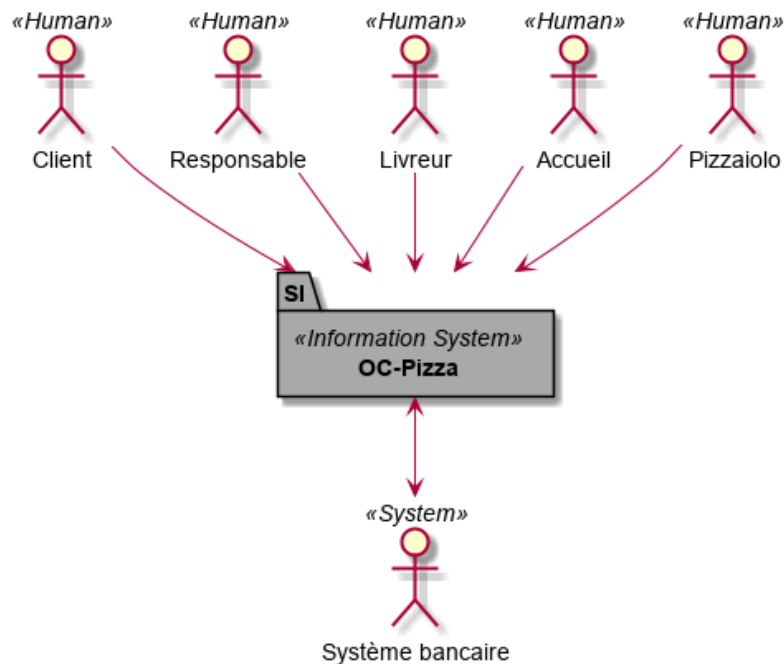 «Human» «Human» «Human» «Human» «Human»
Client Responsable Livreur Accueil Pizzaiolo
SI
«Information System»
OC-Pizza
«System»
Système bancaire